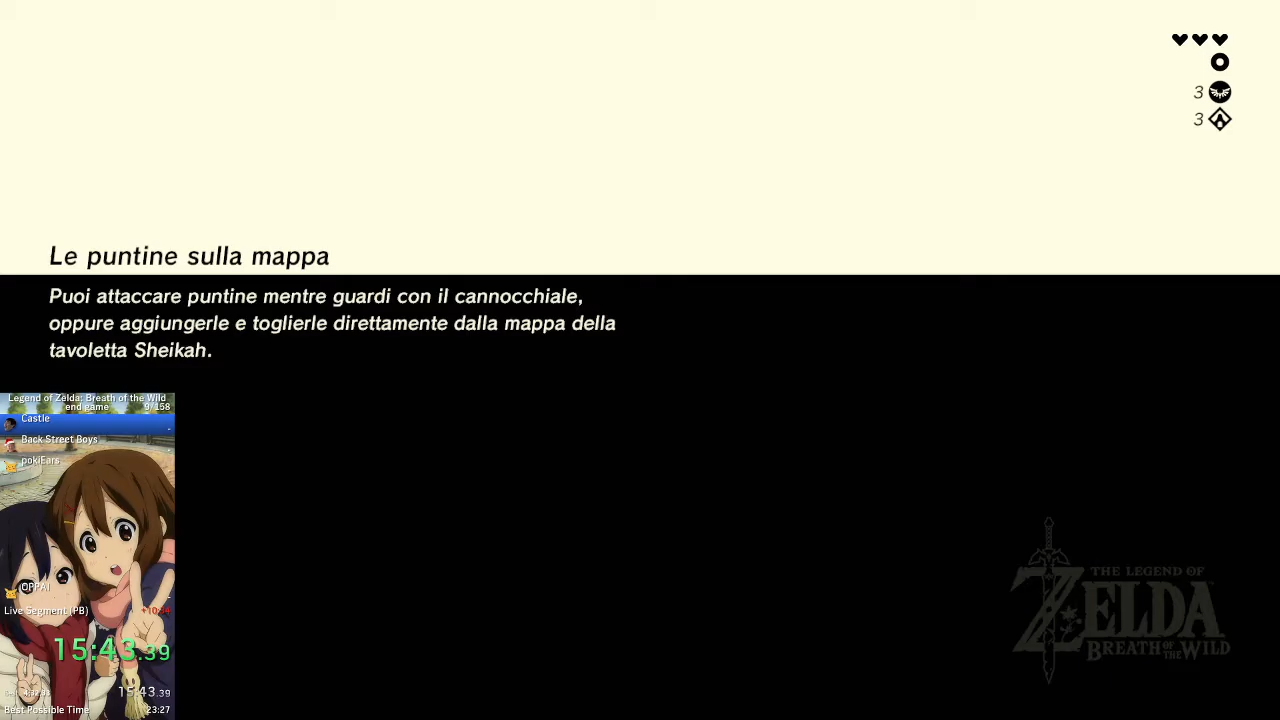 3
3
Le puntine sulla mappa
Puoi attaccare puntine mentre guardi con il cannocchiale,
oppure aggiungerle e toglierle direttamente dalla mappa della
tavoletta Sheikah.
Legend of Zelda: Breath of the Wild
end game 9/158
Castle -
Back Street Boys -
pokiEars -
OPPAI -
Live Segment (PB)
15:43.39
15:43.39
Best Possible Time 23:27
THE LEGEND OF
ZELDA
BREATH OF THE WILD